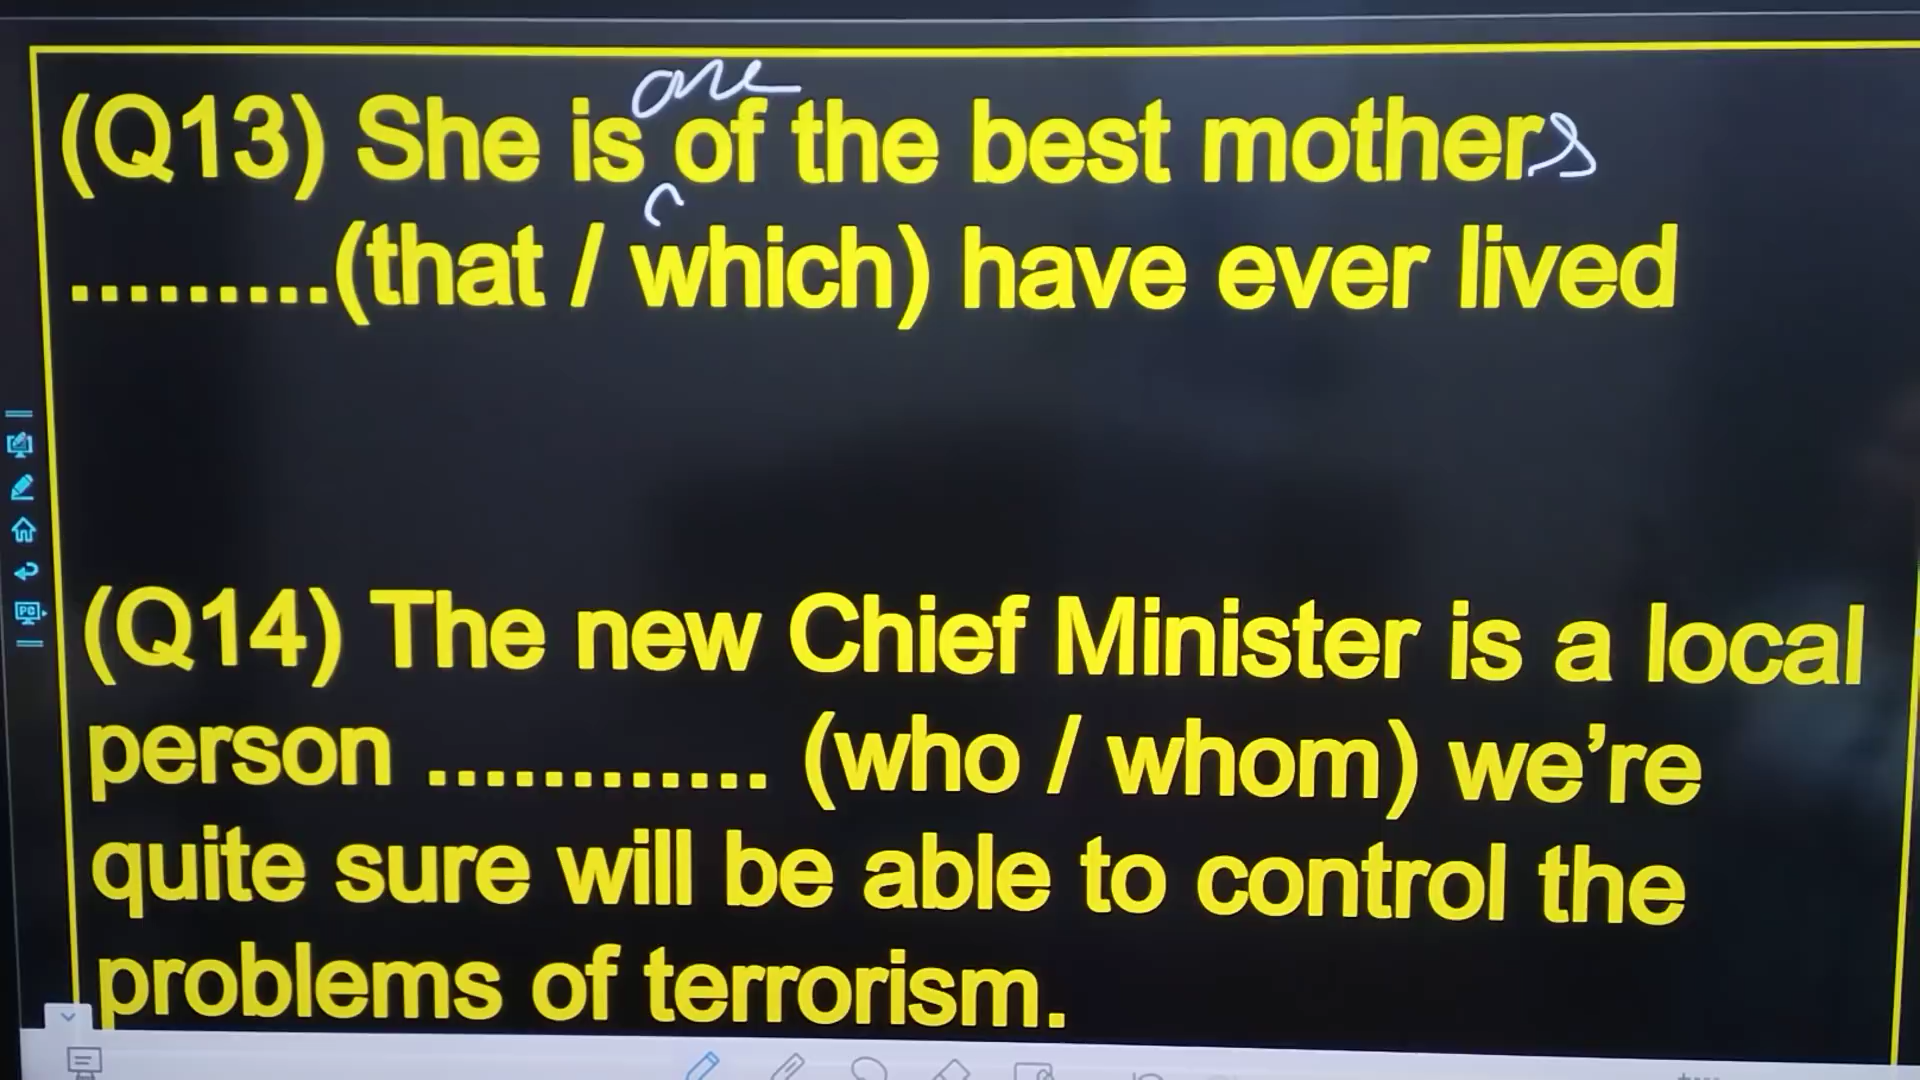 one
(Q13) She is of the best mothers
.........(that / which) have ever lived
(Q14) The new Chief Minister is a local
person ............ (who / whom) we’re
quite sure will be able to control the
problems of terrorism.